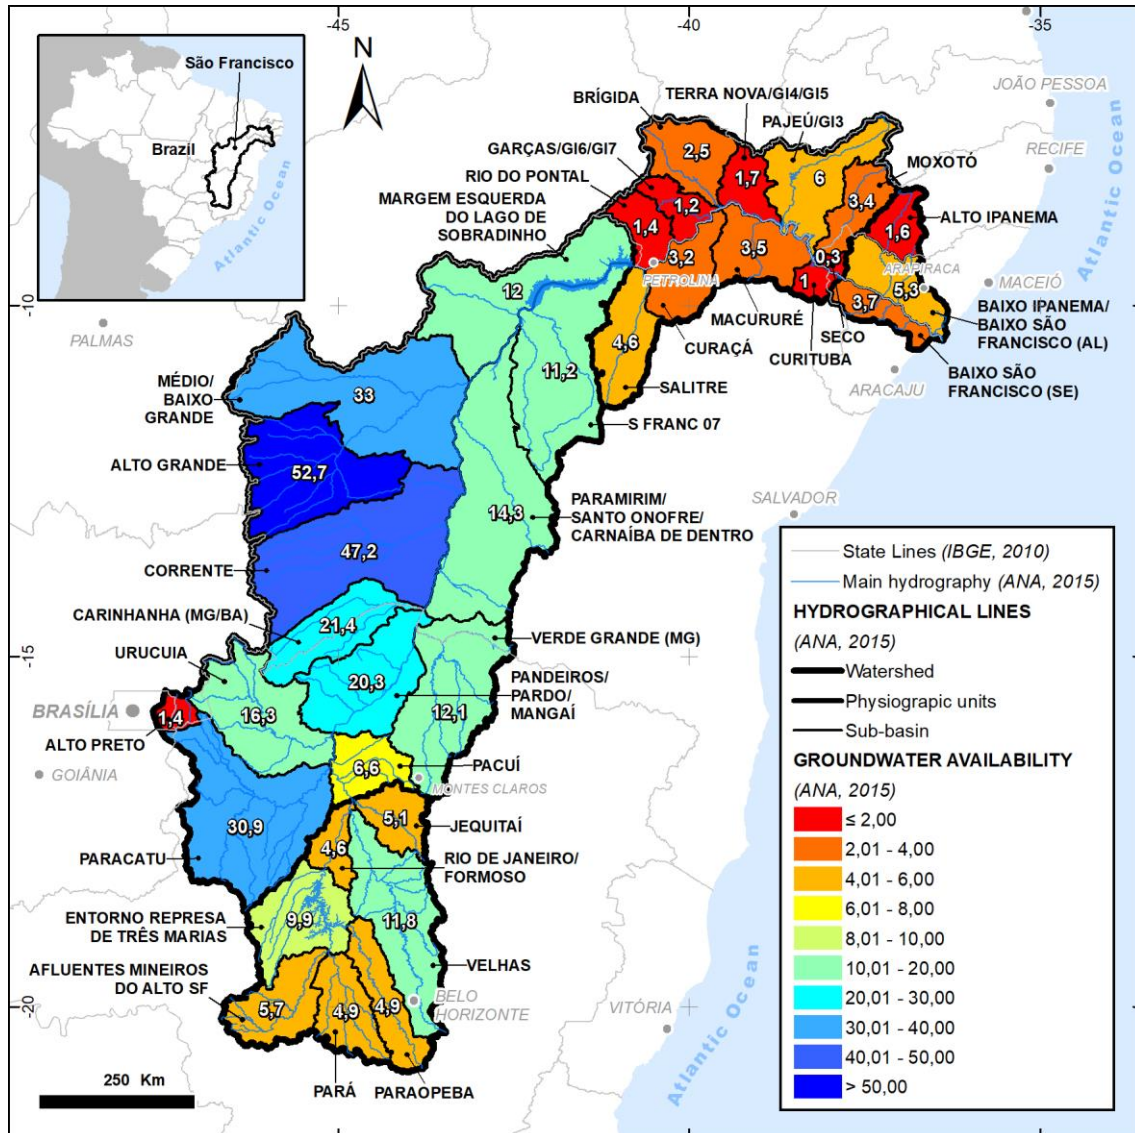 -45
-40
-35
São Francisco
Brazil
Atlantic Ocean
N
TERRA NOVA/GI4/GI5
BRÍGIDA
PAJEÚ/GI3
GARÇAS/GI6/GI7
MOXOTÓ
RIO DO PONTAL
MARGEM ESQUERDA
DO LAGO DE
SOBRADINHO
ALTO IPANEMA
JOÃO PESSOA
RECIFE
Atlantic Ocean
2,5
1,7
6
3,4
1,6
1,2
1,4
3,2
3,5
0,3
1
5,3
3,7
12
4,6
11,2
PETROLINA
ARAPIRACA
MACEIÓ
-10
-10
PALMAS
MACURURÉ
CURAÇÁ
SECO
CURITUBA
BAIXO IPANEMA/
BAIXO SÃO
FRANCISCO (AL)
ARACAJU
BAIXO SÃO
FRANCISCO (SE)
SALITRE
S FRANC 07
MÉDIO/
BAIXO
GRANDE
33
ALTO GRANDE
52,7
SALVADOR
PARAMIRIM/
SANTO ONOFRE/
CARNAÍBA DE DENTRO
14,3
47,2
CORRENTE
CARINHANHA (MG/BA)
21,4
VERDE GRANDE (MG)
URUCUIA
-15
-15
20,3
PANDEIROS/
PARDO/
MANGAÍ
16,3
12,1
BRASÍLIA
1,4
ALTO PRETO
GOIÂNIA
6,6
PACUÍ
MONTES CLAROS
5,1
JEQUITAÍ
30,9
4,6
RIO DE JANEIRO/
FORMOSO
PARACATU
ENTORNO REPRESA
DE TRÊS MARIAS
9,9
11,8
AFLUENTES MINEIROS
DO ALTO SF
VELHAS
5,7
4,9
4,9
BELO
HORIZONTE
VITÓRIA
-20
-20
PARÁ
PARAOPEBA
250 Km
Atlantic Ocean
State Lines (IBGE, 2010)
Main hydrography (ANA, 2015)
HYDROGRAPHICAL LINES
(ANA, 2015)
Watershed
Physiograpic units
Sub-basin
GROUNDWATER AVAILABILITY
(ANA, 2015)
≤ 2,00
2,01 - 4,00
4,01 - 6,00
6,01 - 8,00
8,01 - 10,00
10,01 - 20,00
20,01 - 30,00
30,01 - 40,00
40,01 - 50,00
> 50,00
-45
-40
-35